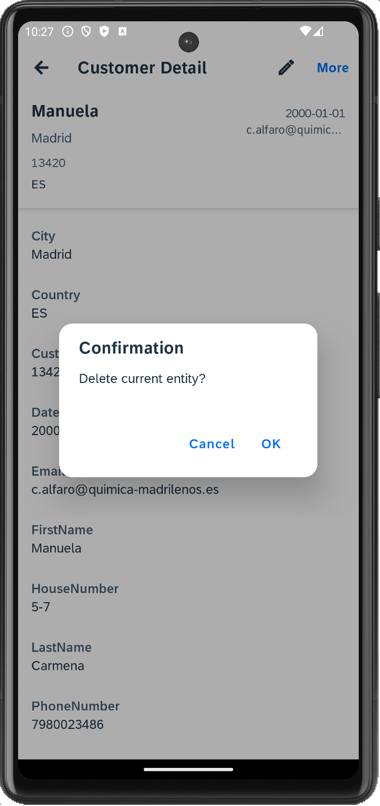 10:27
Customer Detail
More
Manuela
2000-01-01
Madrid
c.alfaro@quimic...
13420
ES
City
Madrid
Country
ES
Confirmation
Delete current entity?
Cancel
OK
Cust
1342
Date
2000
Emai
c.alfaro@quimica-madrilenos.es
FirstName
Manuela
HouseNumber
5-7
LastName
Carmena
PhoneNumber
7980023486